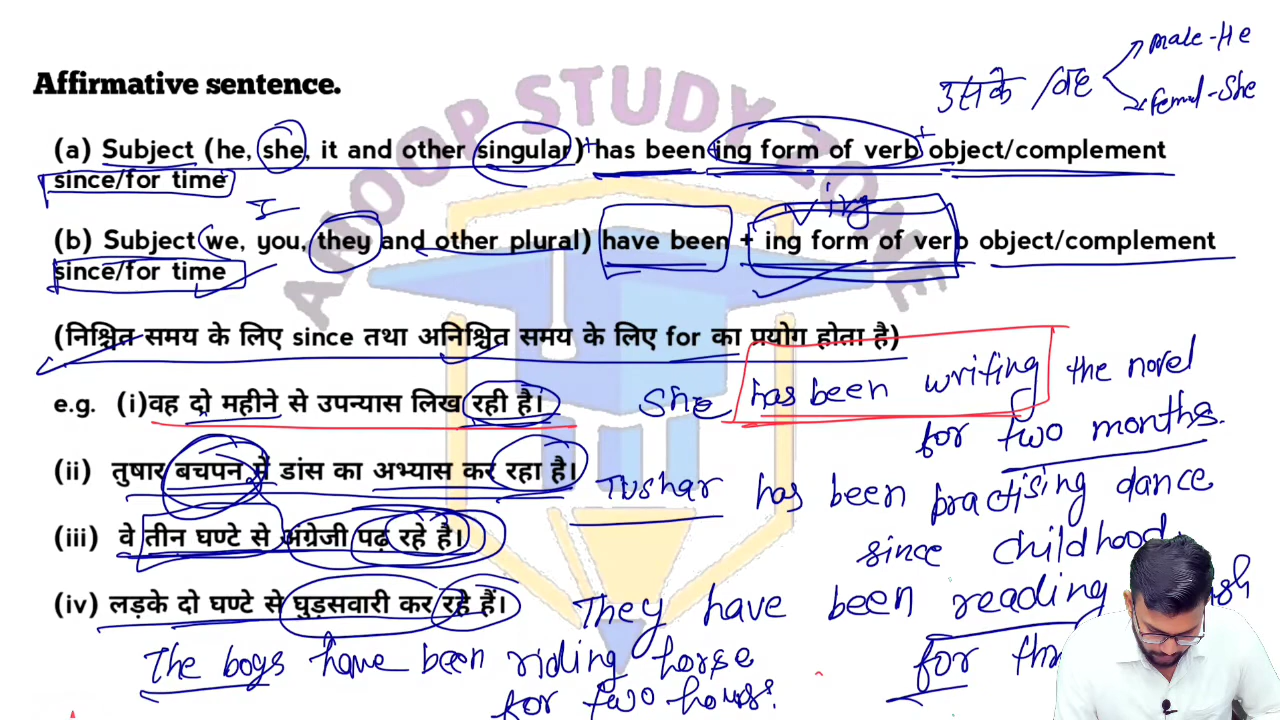 उसके / वह
male - He
Femal - She
Affirmative sentence.
(a) Subject (he, she, it and other singular) + has been + ing form of verb + object/complement
since/for time
I
V ing
(b) Subject (we, you, they and other plural) have been + ing form of verb object/complement
since/for time
ANOOP STUDY ZONE
(निश्चित समय के लिए since तथा अनिश्चित समय के लिए for का प्रयोग होता है)
e.g. (i)वह दो महीने से उपन्यास लिख रही है।
She has been writing the novel
for two months.
(ii) तुषार बचपन से डांस का अभ्यास कर रहा है।
Tushar has been practising dance
since childhood.
(iii) वे तीन घण्टे से अंग्रेजी पढ़ रहे है।
They have been reading
for
(iv) लड़के दो घण्टे से घुड़सवारी कर रहे हैं।
The boys have been riding horse
for two hours.